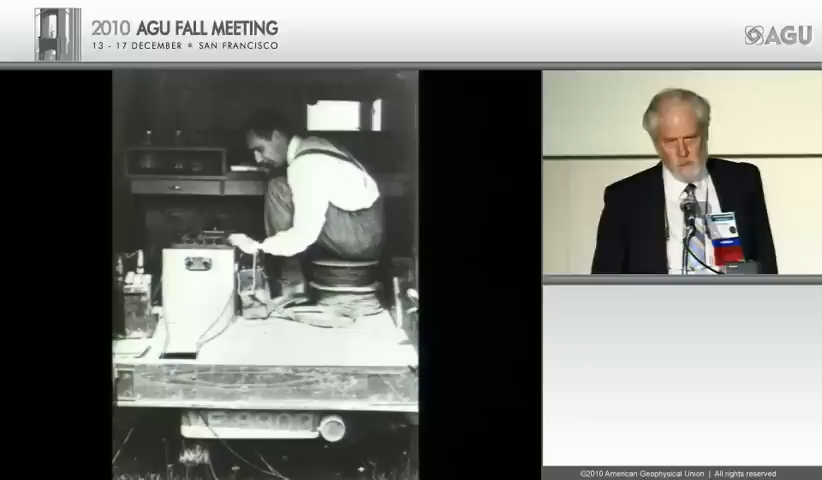 2010 AGU FALL MEETING
13 - 17 DECEMBER • SAN FRANCISCO
AGU
©2010 American Geophysical Union | All rights reserved